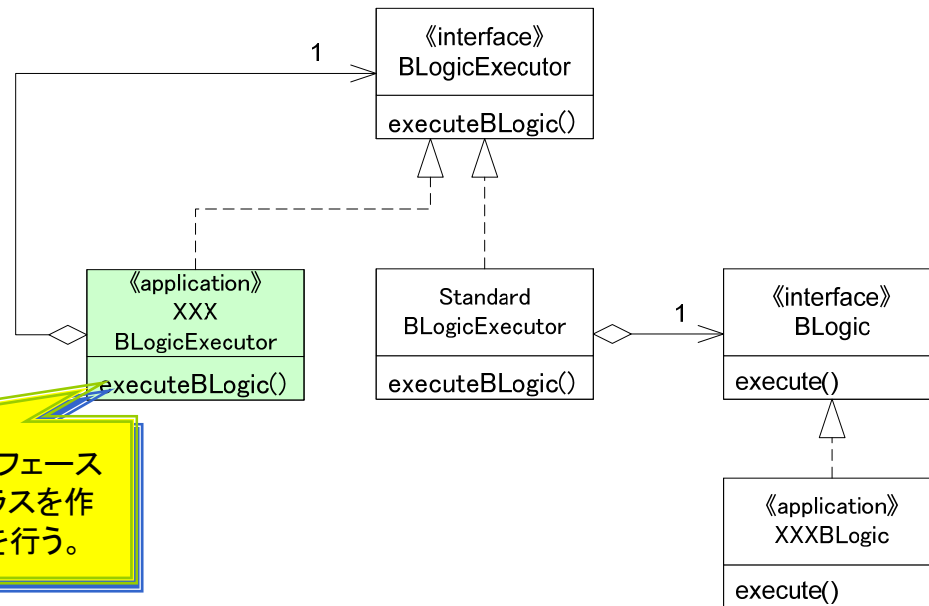 《interface》
BLogicExecutor
executeBLogic()
1
《application》
XXX
BLogicExecutor
executeBLogic()
Standard
BLogicExecutor
executeBLogic()
1
《interface》
BLogic
execute()
フェース
ラスを作
を行う。
《application》
XXXBLogic
execute()